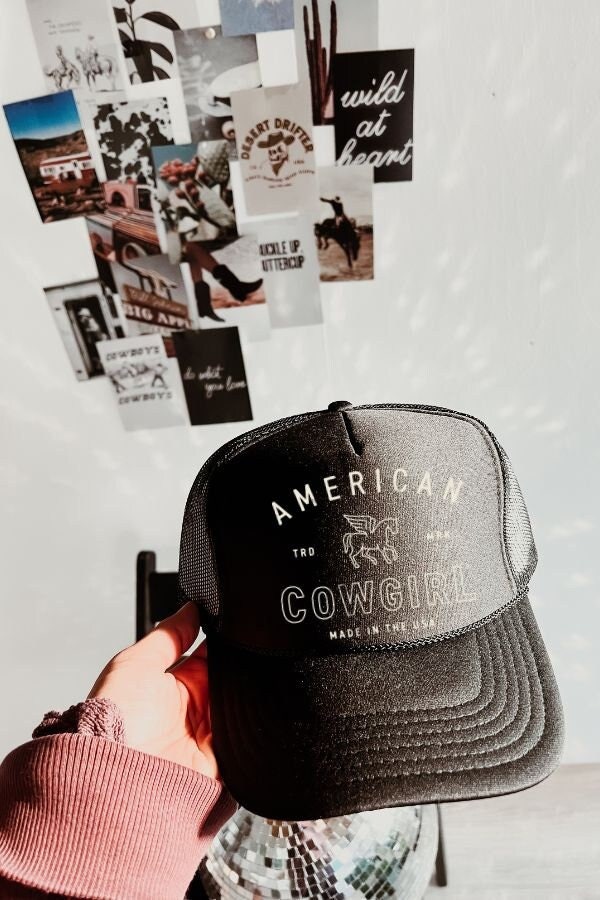 wild
at
heart
DESERT DRIFTER
UCKLE UP,
UTTERCUP
BIG APP
COWBOYS
COWBOYS
do what
you love
AMERICAN
TRD MRK
COWGIRL
MADE IN THE USA